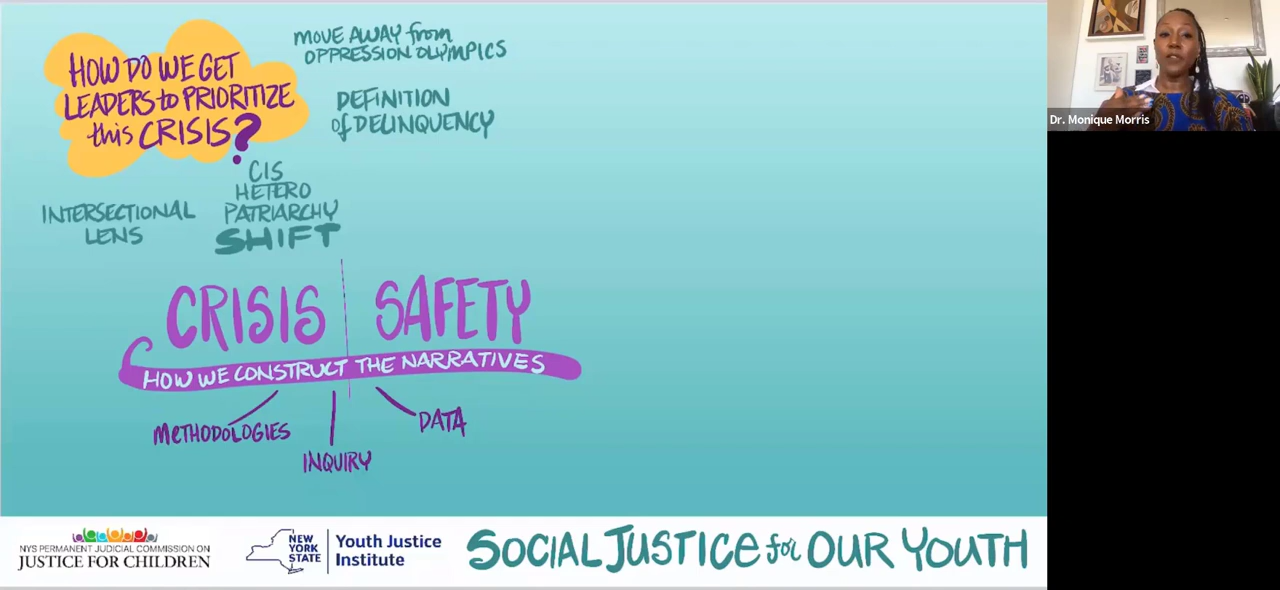 HOW DO WE GET
LEADERS to PRIORITIZE
this CRISIS?
MOVE AWAY from
OPPRESSION OLYMPICS
DEFINITION
of DELINQUENCY
INTERSECTIONAL
LENS
CIS
HETERO
PATRIARCHY
SHIFT
CRISIS
SAFETY
HOW WE CONSTRUCT THE NARRATIVES
METHODOLOGIES
INQUIRY
DATA
NYS PERMANENT JUDICIAL COMMISSION ON
JUSTICE FOR CHILDREN
NEW
YORK
STATE
Youth Justice
Institute
SOCIAL JUSTICE for OUR YOUTH
Dr. Monique Morris